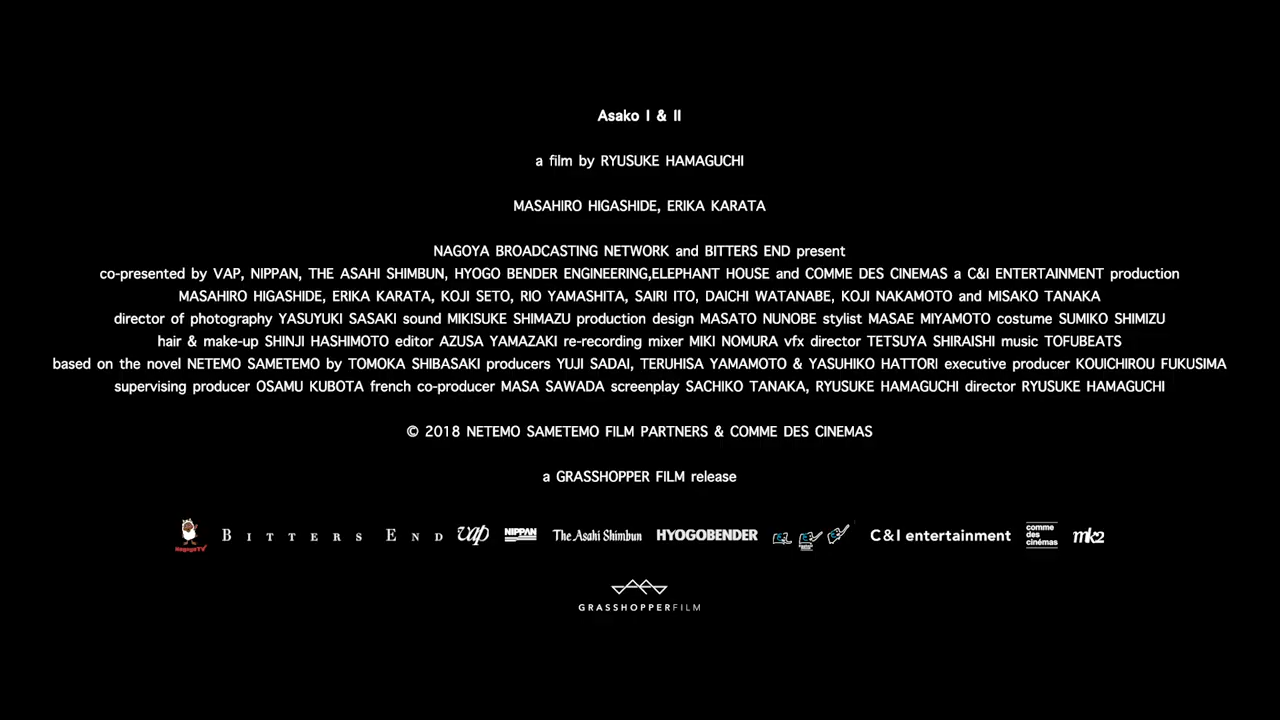 Asako I & II
a film by RYUSUKE HAMAGUCHI
MASAHIRO HIGASHIDE, ERIKA KARATA
NAGOYA BROADCASTING NETWORK and BITTERS END present
co-presented by VAP, NIPPAN, THE ASAHI SHIMBUN, HYOGO BENDER ENGINEERING,ELEPHANT HOUSE and COMME DES CINEMAS a C&I ENTERTAINMENT production
MASAHIRO HIGASHIDE, ERIKA KARATA, KOJI SETO, RIO YAMASHITA, SAIRI ITO, DAICHI WATANABE, KOJI NAKAMOTO and MISAKO TANAKA
director of photography YASUYUKI SASAKI sound MIKISUKE SHIMAZU production design MASATO NUNOBE stylist MASAE MIYAMOTO costume SUMIKO SHIMIZU
hair & make-up SHINJI HASHIMOTO editor AZUSA YAMAZAKI re-recording mixer MIKI NOMURA vfx director TETSUYA SHIRAISHI music TOFUBEATS
based on the novel NETEMO SAMETEMO by TOMOKA SHIBASAKI producers YUJI SADAI, TERUHISA YAMAMOTO & YASUHIKO HATTORI executive producer KOUICHIROU FUKUSIMA
supervising producer OSAMU KUBOTA french co-producer MASA SAWADA screenplay SACHIKO TANAKA, RYUSUKE HAMAGUCHI director RYUSUKE HAMAGUCHI
© 2018 NETEMO SAMETEMO FILM PARTNERS & COMME DES CINEMAS
a GRASSHOPPER FILM release
NagoyaTV BITTERS END vap NIPPAN The Asahi Shimbun HYOGOBENDER C&I entertainment comme des cinémas mk2
GRASSHOPPERFILM